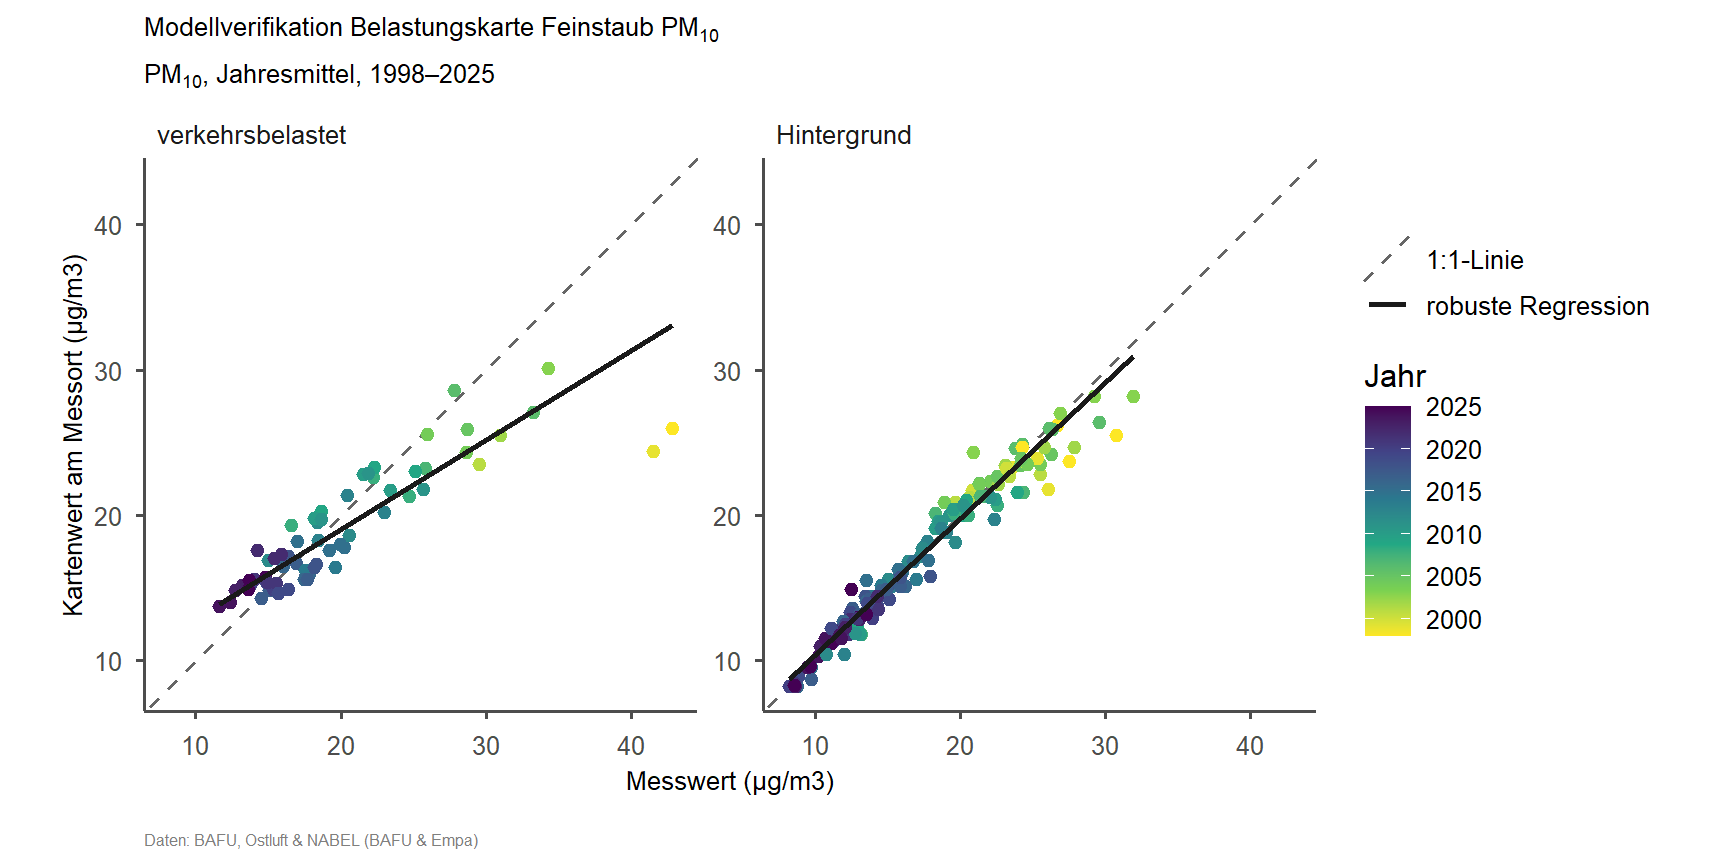 Modellverifikation Belastungskarte Feinstaub PM10
PM10, Jahresmittel, 1998–2025
verkehrsbelastet
Hintergrund
Kartenwert am Messort (µg/m3)
40
30
20
10
40
30
20
10
10 20 30 40
10 20 30 40
Messwert (µg/m3)
1:1-Linie
robuste Regression
Jahr
2025
2020
2015
2010
2005
2000
Daten: BAFU, Ostluft & NABEL (BAFU & Empa)